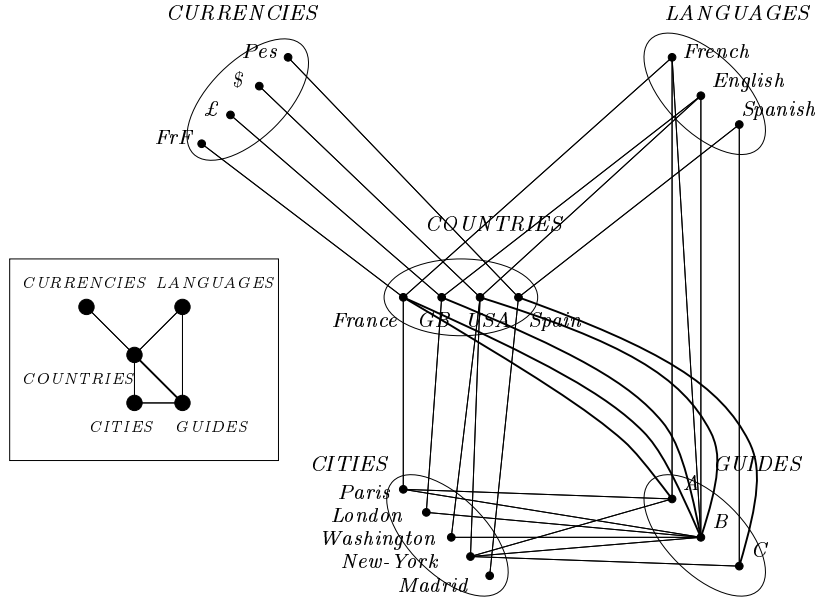 CURRENCIES
LANGUAGES
Pes
$
£
FrF
French
English
Spanish
COUNTRIES
France GB USA Spain
CURRENCIES LANGUAGES
COUNTRIES
CITIES GUIDES
CITIES
GUIDES
Paris
London
Washington
New-York
Madrid
A
B
C